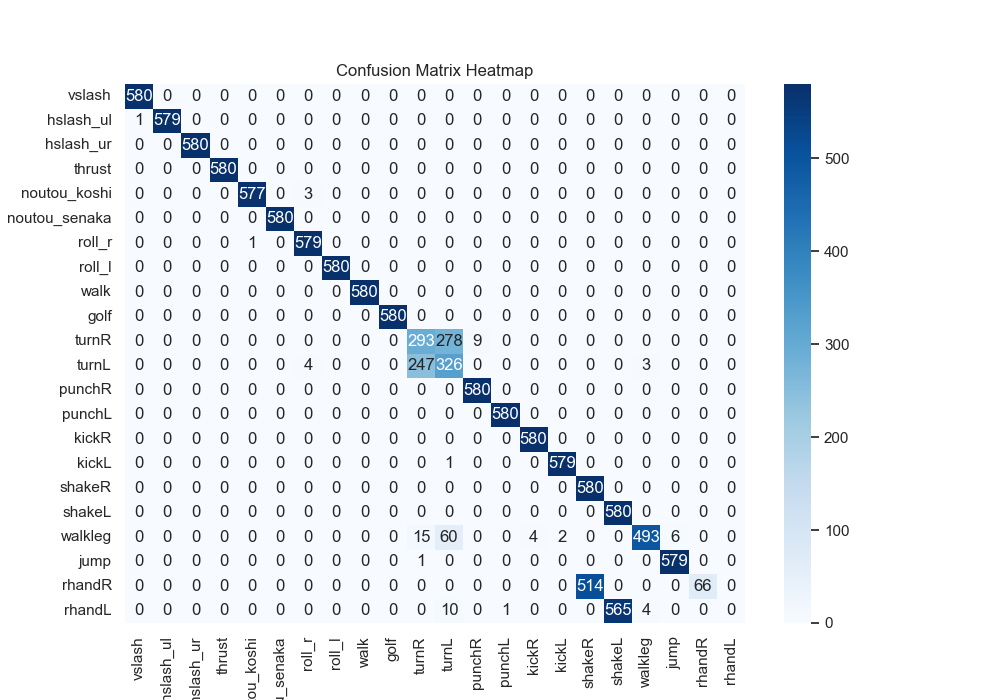 Confusion Matrix Heatmap
vslash 580 0 0 0 0 0 0 0 0 0 0 0 0 0 0 0 0 0 0 0 0 0
hslash_ul 1 579 0 0 0 0 0 0 0 0 0 0 0 0 0 0 0 0 0 0 0 0
hslash_ur 0 0 580 0 0 0 0 0 0 0 0 0 0 0 0 0 0 0 0 0 0 0
thrust 0 0 0 580 0 0 0 0 0 0 0 0 0 0 0 0 0 0 0 0 0 0
noutou_koshi 0 0 0 0 577 0 3 0 0 0 0 0 0 0 0 0 0 0 0 0 0 0
noutou_senaka 0 0 0 0 0 580 0 0 0 0 0 0 0 0 0 0 0 0 0 0 0 0
roll_r 0 0 0 0 1 0 579 0 0 0 0 0 0 0 0 0 0 0 0 0 0 0
roll_l 0 0 0 0 0 0 0 580 0 0 0 0 0 0 0 0 0 0 0 0 0 0
walk 0 0 0 0 0 0 0 0 580 0 0 0 0 0 0 0 0 0 0 0 0 0
golf 0 0 0 0 0 0 0 0 0 580 0 0 0 0 0 0 0 0 0 0 0 0
turnR 0 0 0 0 0 0 0 0 0 0 293 278 9 0 0 0 0 0 0 0 0 0
turnL 0 0 0 0 0 0 4 0 0 0 247 326 0 0 0 0 0 0 3 0 0 0
punchR 0 0 0 0 0 0 0 0 0 0 0 0 580 0 0 0 0 0 0 0 0 0
punchL 0 0 0 0 0 0 0 0 0 0 0 0 0 580 0 0 0 0 0 0 0 0
kickR 0 0 0 0 0 0 0 0 0 0 0 0 0 0 580 0 0 0 0 0 0 0
kickL 0 0 0 0 0 0 0 0 0 0 0 1 0 0 0 579 0 0 0 0 0 0
shakeR 0 0 0 0 0 0 0 0 0 0 0 0 0 0 0 0 580 0 0 0 0 0
shakeL 0 0 0 0 0 0 0 0 0 0 0 0 0 0 0 0 0 580 0 0 0 0
walkleg 0 0 0 0 0 0 0 0 0 0 15 60 0 0 4 2 0 0 493 6 0 0
jump 0 0 0 0 0 0 0 0 0 0 1 0 0 0 0 0 0 0 0 579 0 0
rhandR 0 0 0 0 0 0 0 0 0 0 0 0 0 0 0 0 514 0 0 0 66 0
rhandL 0 0 0 0 0 0 0 0 0 0 0 10 0 1 0 0 0 565 4 0 0 0
vslash
hslash_ul
hslash_ur
thrust
ou_koshi
u_senaka
roll_r
roll_l
walk
golf
turnR
turnL
punchR
punchL
kickR
kickL
shakeR
shakeL
walkleg
jump
rhandR
rhandL
500
400
300
200
100
0